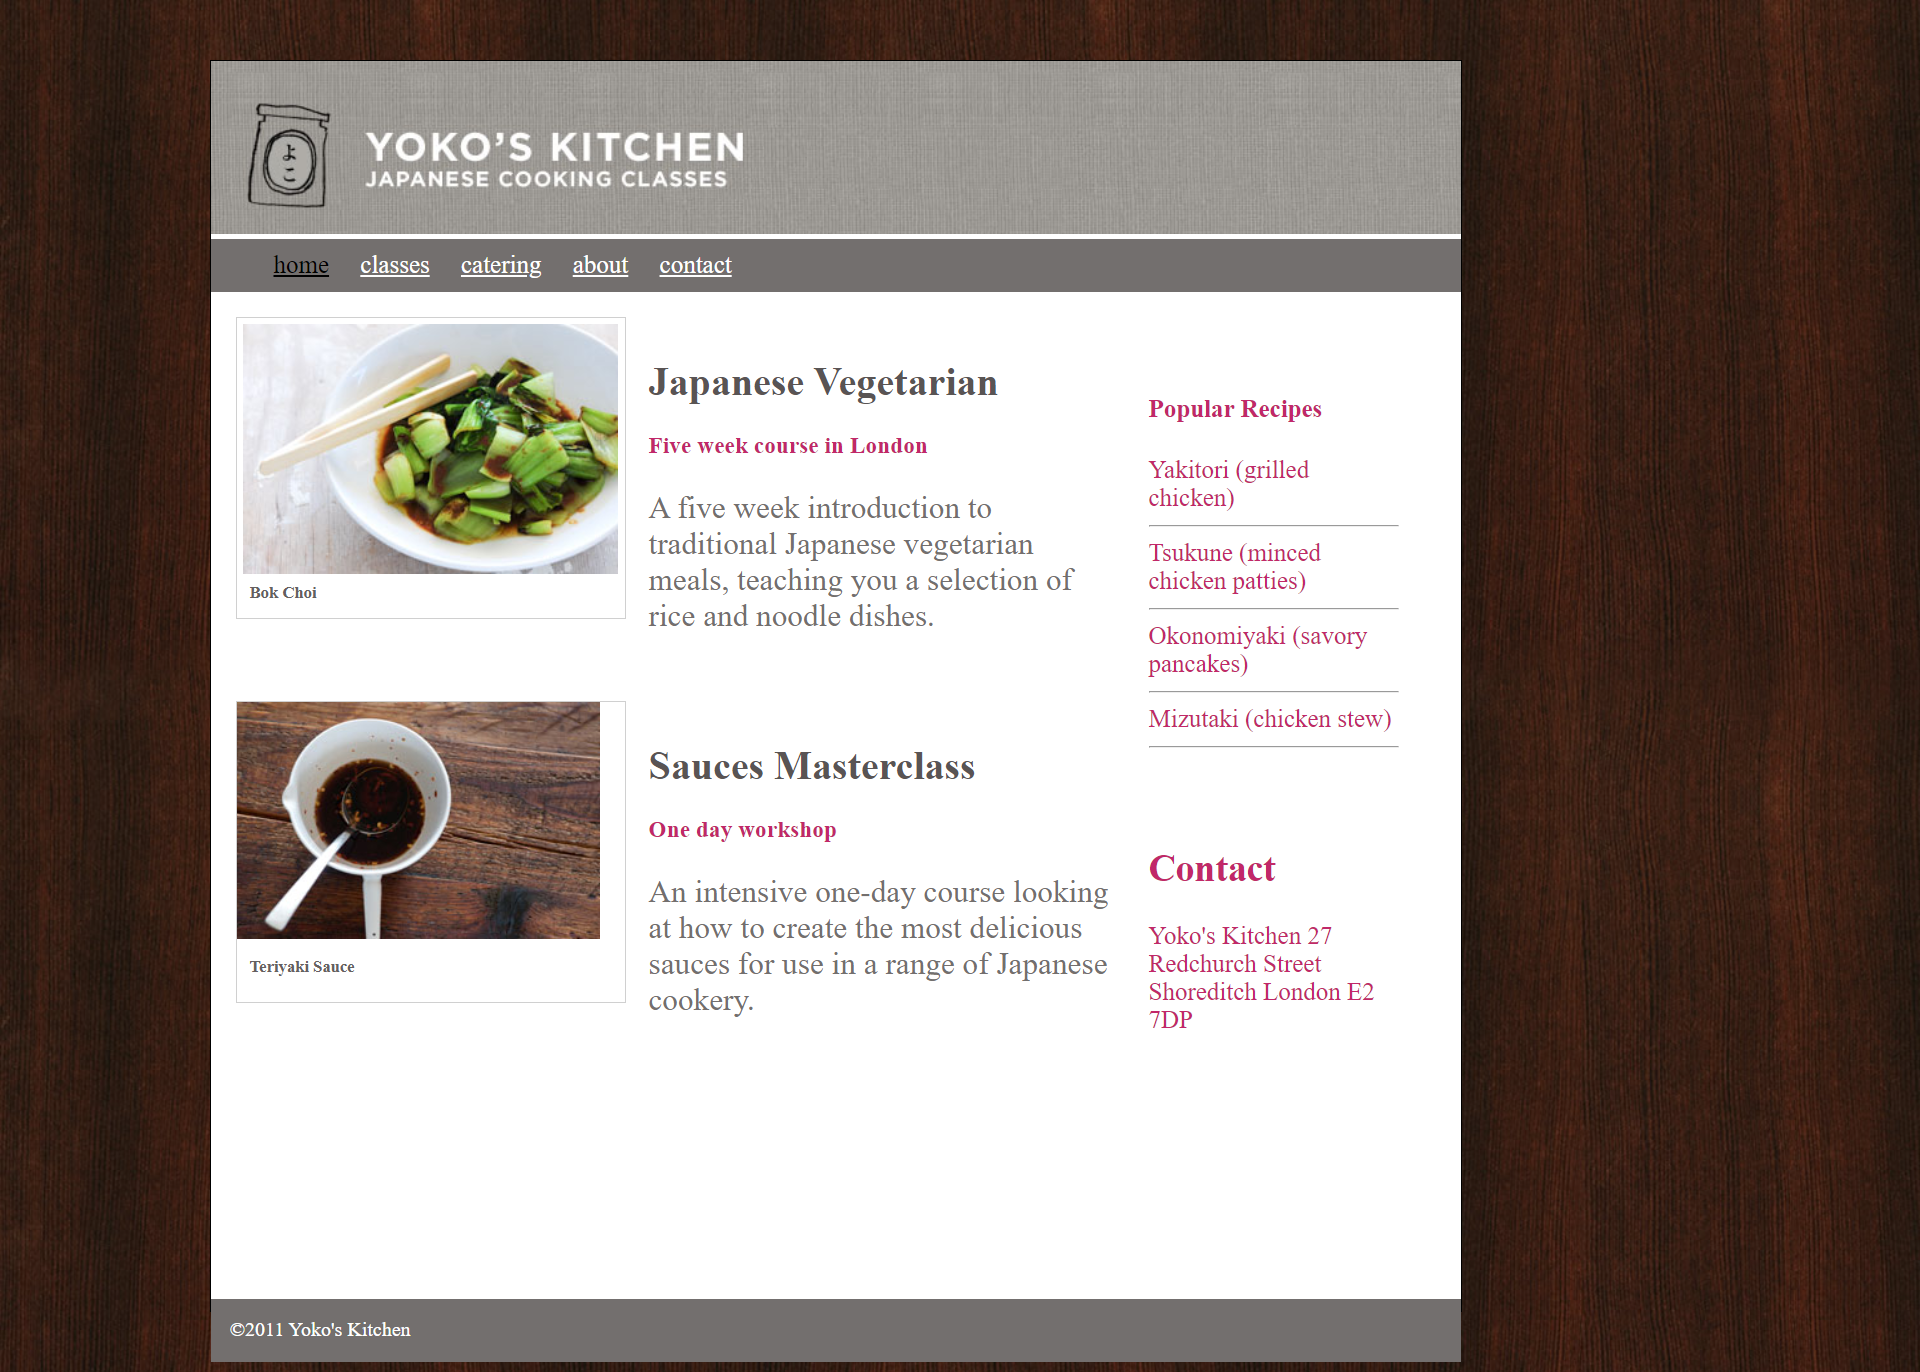 よ
こ
YOKO'S KITCHEN
JAPANESE COOKING CLASSES
home classes catering about contact
Bok Choi
Japanese Vegetarian
Five week course in London
A five week introduction to
traditional Japanese vegetarian
meals, teaching you a selection of
rice and noodle dishes.
Teriyaki Sauce
Sauces Masterclass
One day workshop
An intensive one-day course looking
at how to create the most delicious
sauces for use in a range of Japanese
cookery.
Popular Recipes
Yakitori (grilled
chicken)
Tsukune (minced
chicken patties)
Okonomiyaki (savory
pancakes)
Mizutaki (chicken stew)
Contact
Yoko's Kitchen 27
Redchurch Street
Shoreditch London E2
7DP
©2011 Yoko's Kitchen